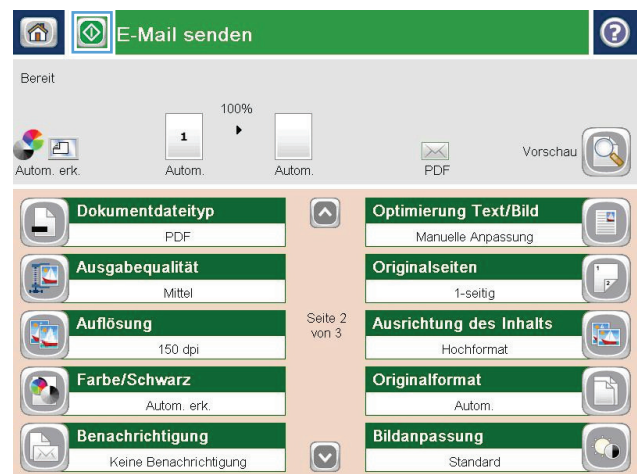 E-Mail senden
Bereit
100%
1
Autom. erk.
Autom.
Autom.
PDF
Vorschau
Dokumentdateityp
PDF
Ausgabequalität
Mittel
Auflösung
150 dpi
Farbe/Schwarz
Autom. erk.
Benachrichtigung
Keine Benachrichtigung
Seite 2
von 3
Optimierung Text/Bild
Manuelle Anpassung
Originalseiten
1-seitig
Ausrichtung des Inhalts
Hochformat
Originalformat
Autom.
Bildanpassung
Standard